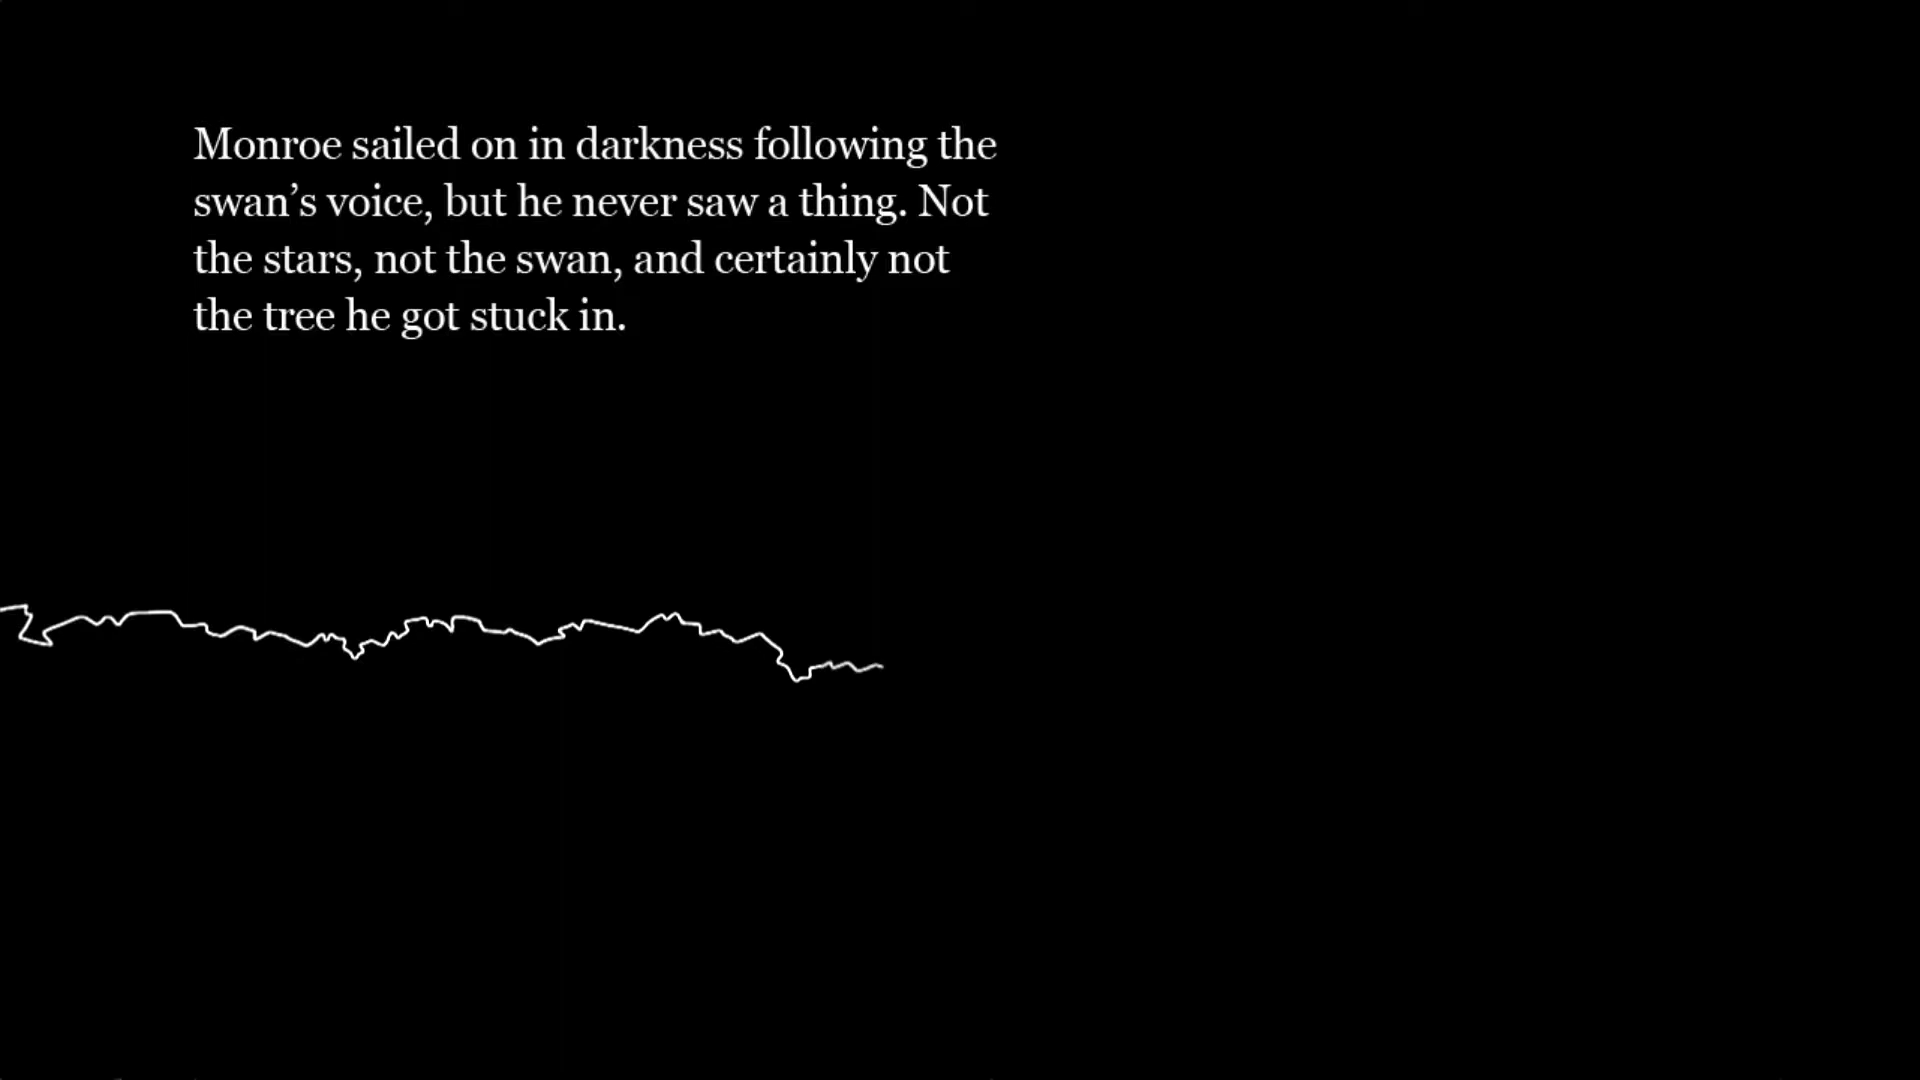 Monroe sailed on in darkness following the
swan’s voice, but he never saw a thing. Not
the stars, not the swan, and certainly not
the tree he got stuck in.